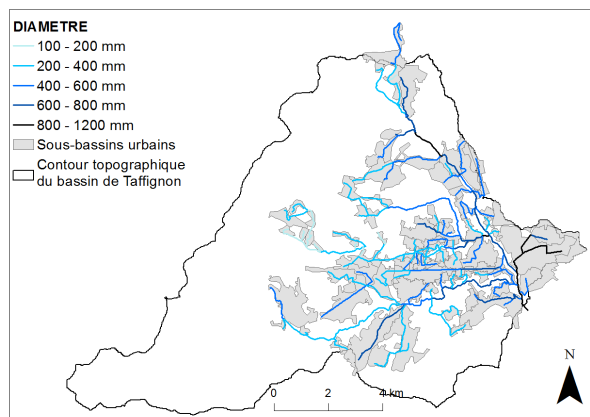 DIAMETRE
100 - 200 mm
200 - 400 mm
400 - 600 mm
600 - 800 mm
800 - 1200 mm
Sous-bassins urbains
Contour topographique
du bassin de Taffignon
N
0 2 4 km